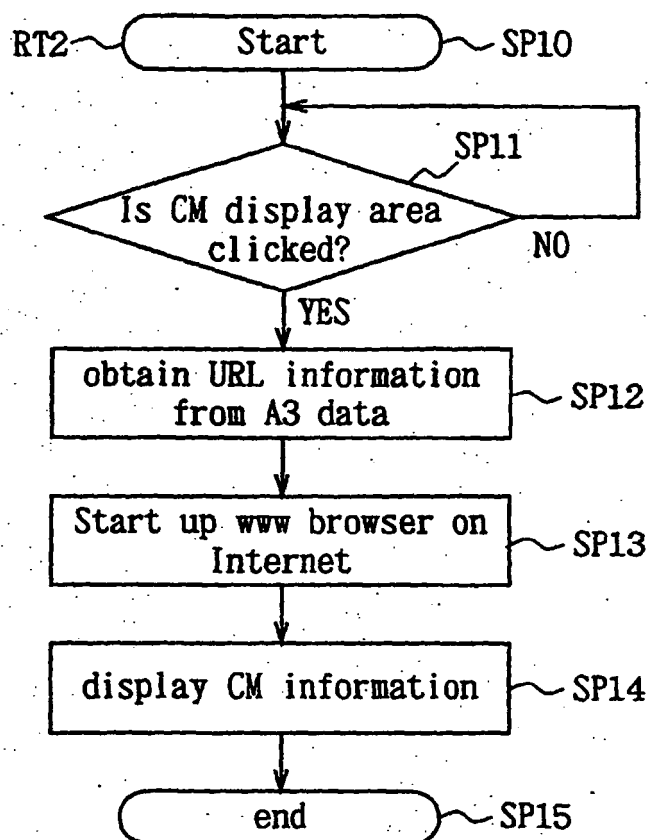 RT2
Start
SP10
SP11
Is CM display area
clicked?
NO
YES
obtain URL information
from A3 data
SP12
Start up www browser on
Internet
SP13
display CM information
SP14
end
SP15